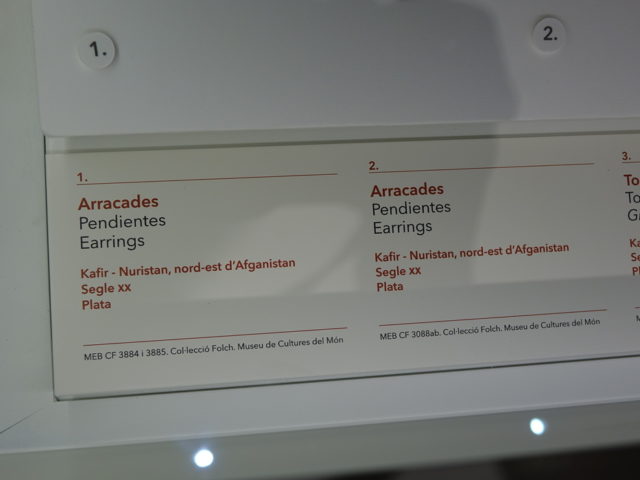 1.
2.
1.
Arracades
Pendientes
Earrings
Kafir - Nuristan, nord-est d'Afganistan
Segle xx
Plata
MEB CF 3884 i 3885. Col·lecció Folch. Museu de Cultures del Món
2.
Arracades
Pendientes
Earrings
Kafir - Nuristan, nord-est d'Afganistan
Segle xx
Plata
MEB CF 3088ab. Col·lecció Folch. Museu de Cultures del Món
3.